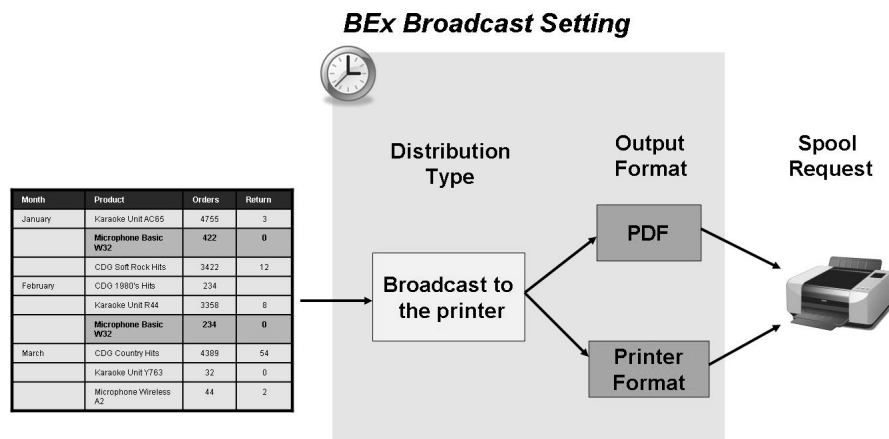 BEx Broadcast Setting
Distribution
Type
Output
Format
Spool
Request
Month Product Orders Return
January Karaoke Unit AC65 4755 3
Microphone Basic
W32 422 0
CDG Soft Rock Hits 3422 12
February CDG 1980's Hits 234
Karaoke Unit R44 3358 8
Microphone Basic
W32 234 0
March CDG Country Hits 4389 54
Karaoke Unit Y763 32 0
Microphone Wireless
A2 44 2
Broadcast to
the printer
PDF
Printer
Format